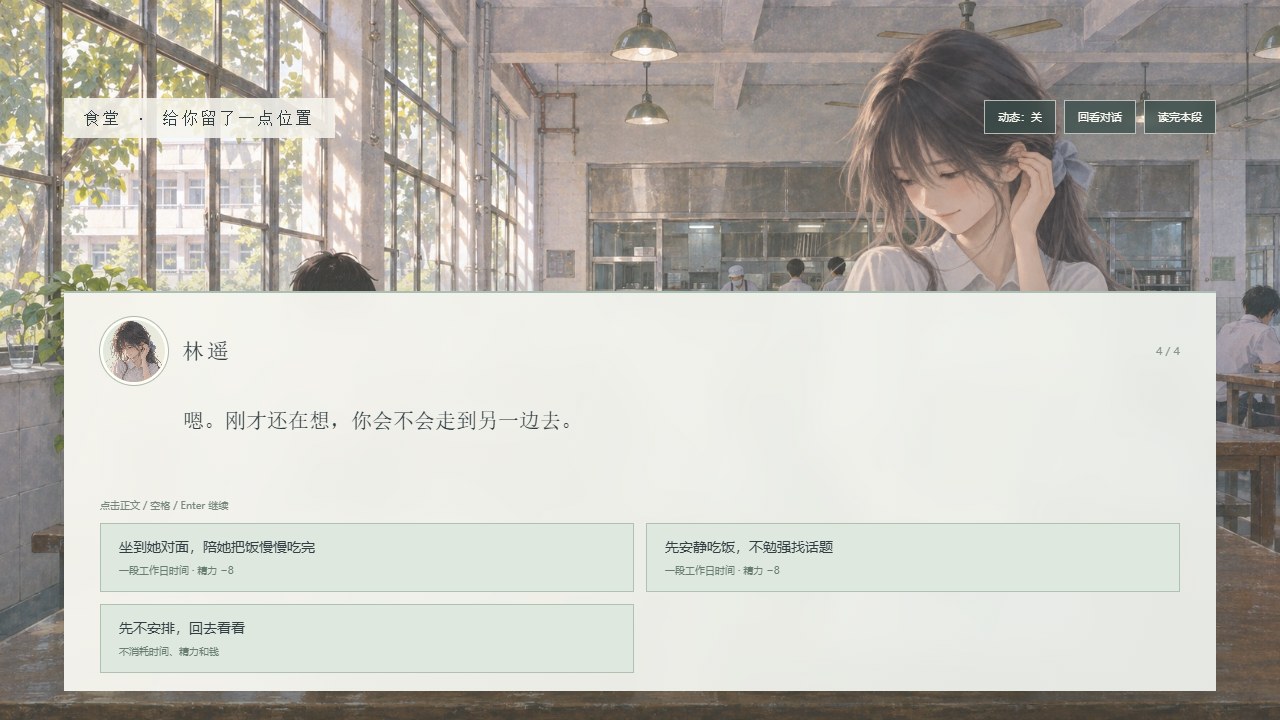 食堂 · 给你留了一点位置
动态：关
回看对话
读完本段
林遥
4 / 4
嗯。刚才还在想，你会不会走到另一边去。
点击正文 / 空格 / Enter 继续
坐到她对面，陪她把饭慢慢吃完
一段工作日时间 · 精力 −8
先安静吃饭，不勉强找话题
一段工作日时间 · 精力 −8
先不安排，回去看看
不消耗时间、精力和钱